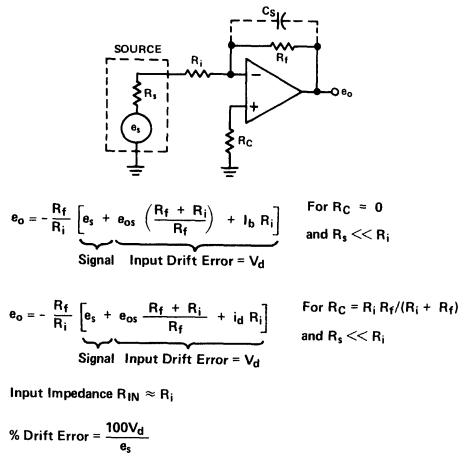 Cs
SOURCE
Ri
Rf
Rs
es
−
+
eo
RC
eo = - Rf/Ri [es + eos ((Rf + Ri)/Rf) + Ib Ri]
For RC = 0
and Rs << Ri
Signal Input Drift Error = Vd
eo = - Rf/Ri [es + eos (Rf + Ri)/Rf + id Ri]
For RC = Ri Rf/(Ri + Rf)
and Rs << Ri
Signal Input Drift Error = Vd
Input Impedance RIN ≈ Ri
% Drift Error = 100Vd/es